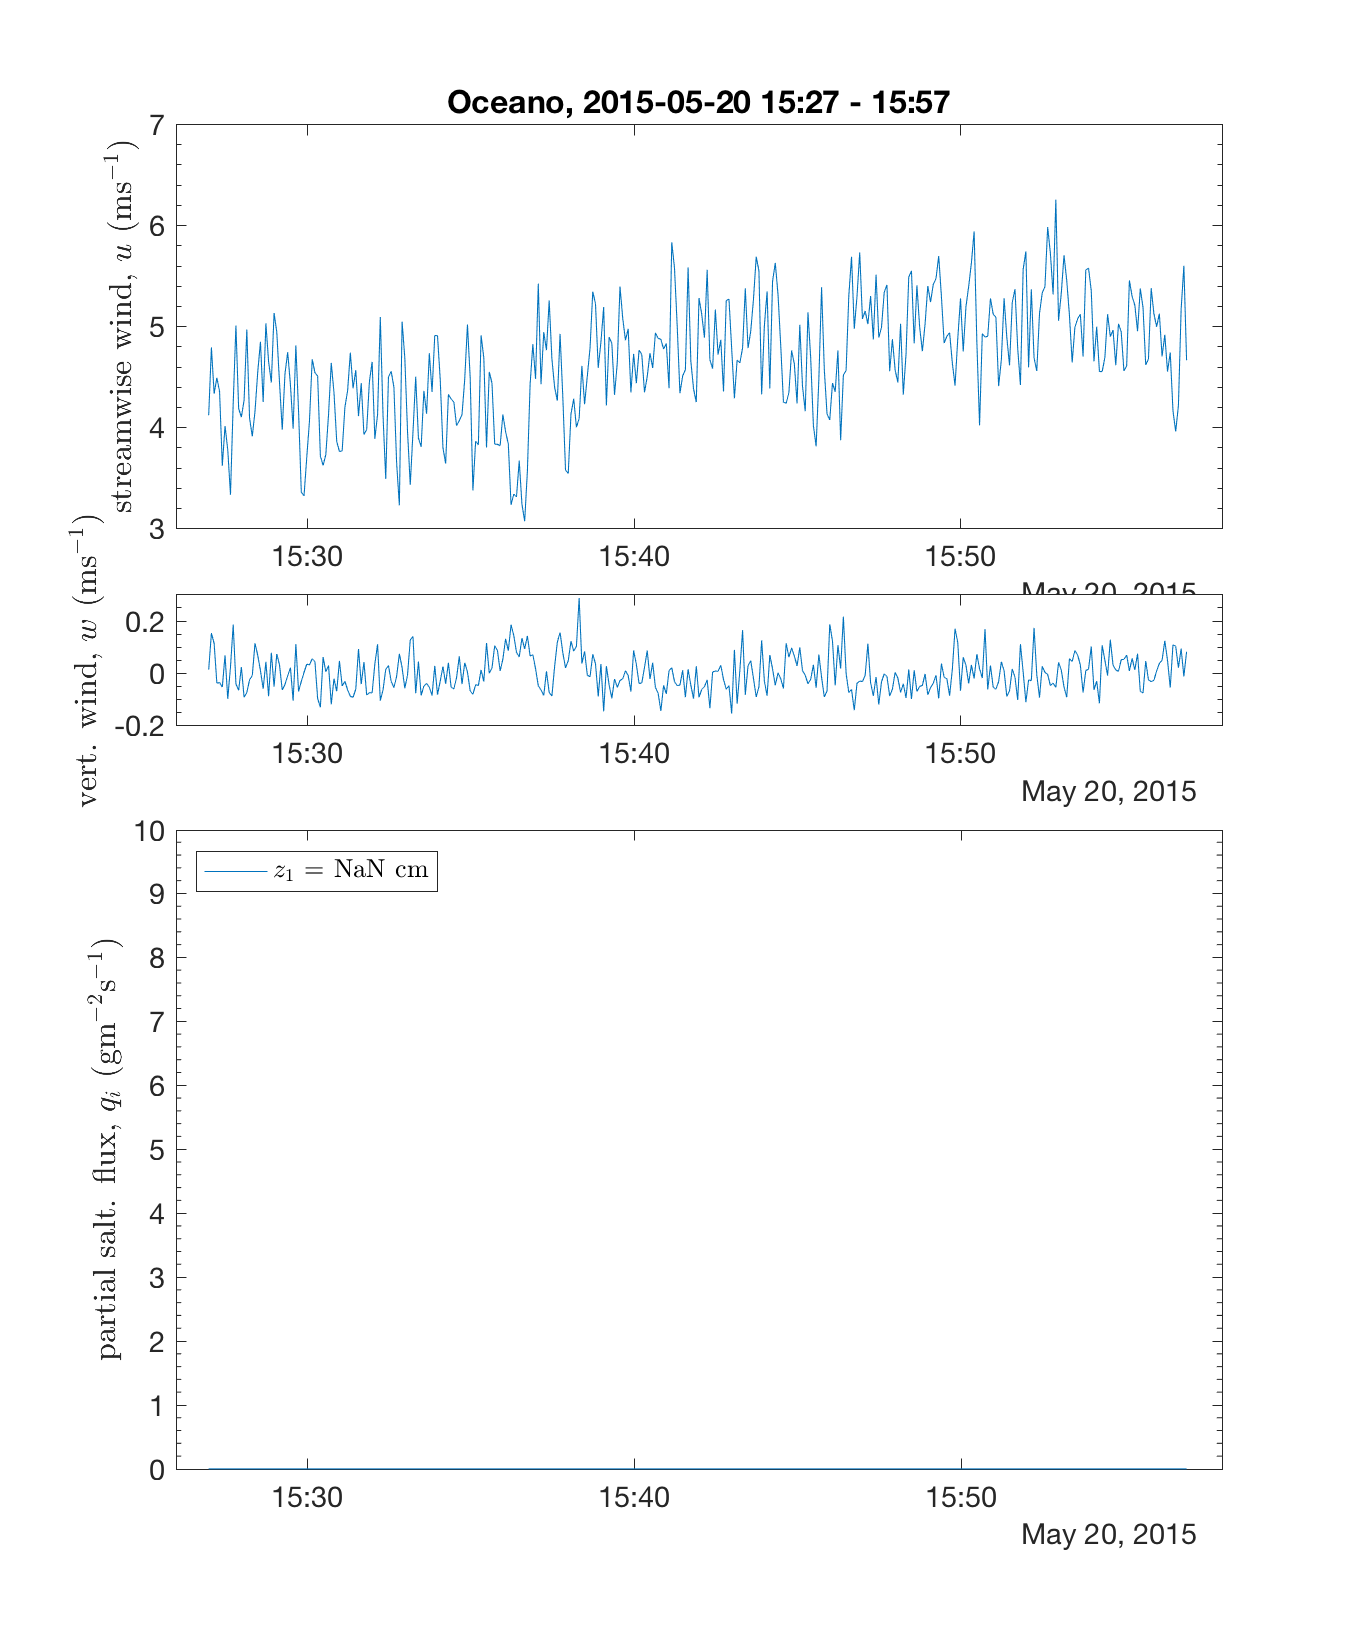 Oceano, 2015-05-20 15:27 - 15:57
streamwise wind, u (ms⁻¹)
7
6
5
4
3
15:30 15:40 15:50
May 20, 2015
vert. wind, w (ms⁻¹)
0.2
0
-0.2
15:30 15:40 15:50
May 20, 2015
partial salt. flux, qᵢ (gm⁻²s⁻¹)
10
9
8
7
6
5
4
3
2
1
0
z₁ = NaN cm
15:30 15:40 15:50
May 20, 2015